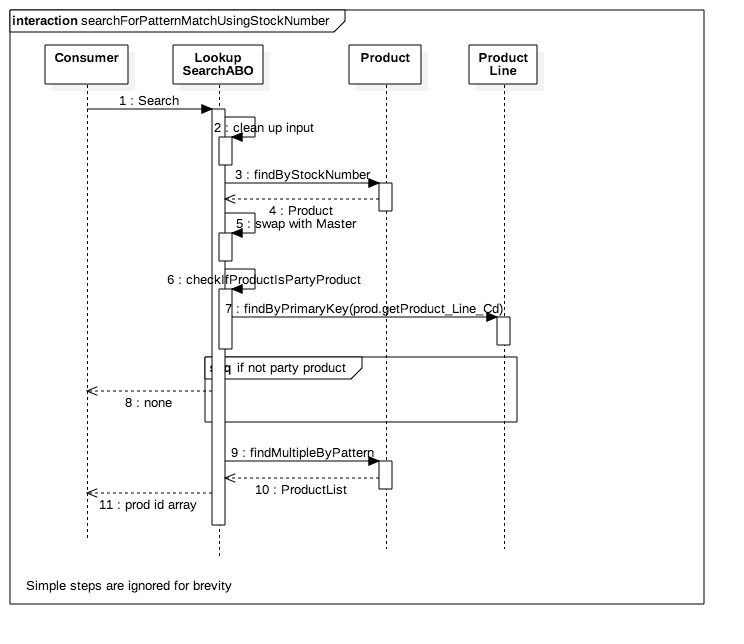 interaction searchForPatternMatchUsingStockNumber
Consumer
Lookup
SearchABO
Product
Product
Line
1 : Search
2 : clean up input
3 : findByStockNumber
4 : Product
5 : swap with Master
6 : checkIfProductIsPartyProduct
7 : findByPrimaryKey(prod.getProduct_Line_Cd)
if not party product
8 : none
9 : findMultipleByPattern
10 : ProductList
11 : prod id array
Simple steps are ignored for brevity